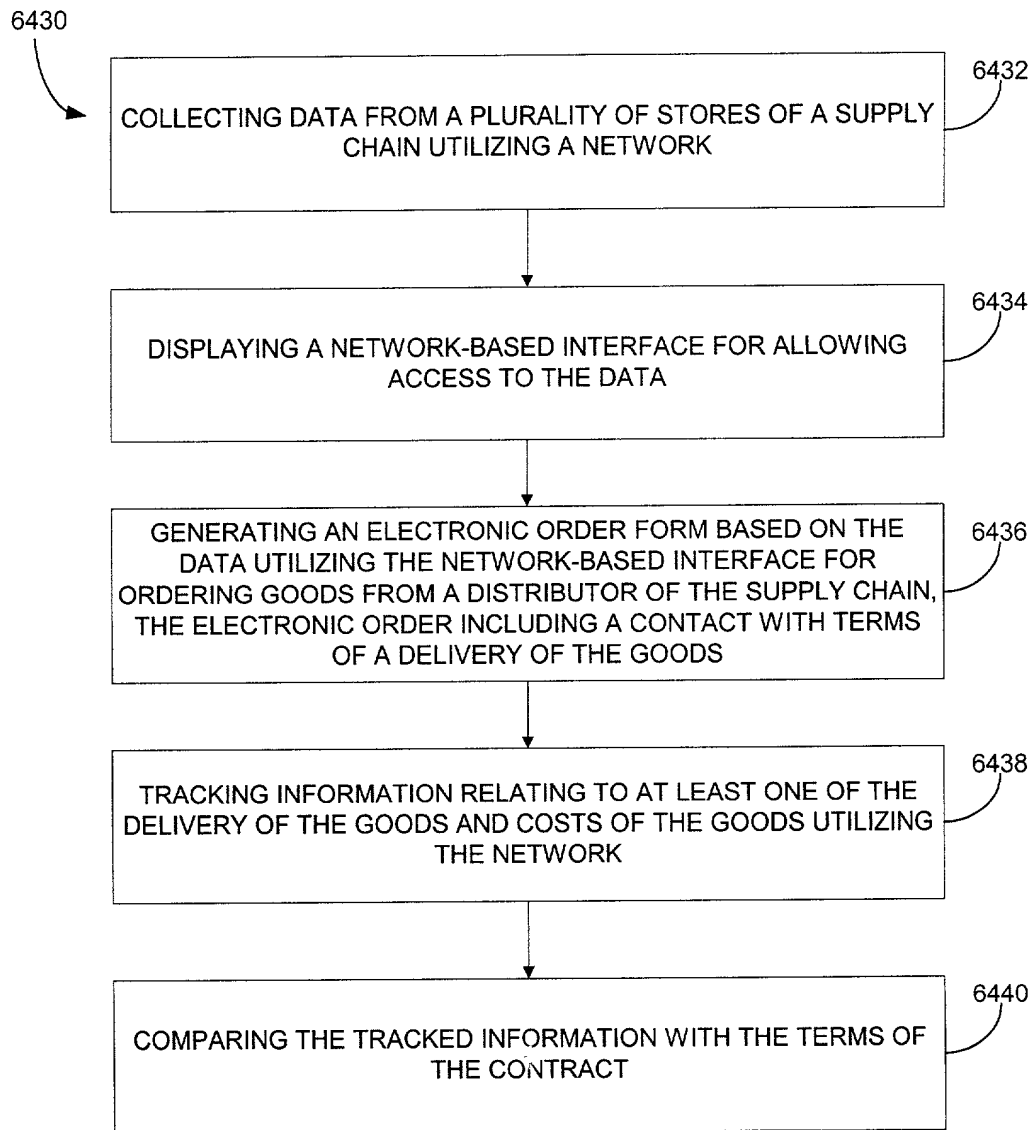 6430
6432
COLLECTING DATA FROM A PLURALITY OF STORES OF A SUPPLY
CHAIN UTILIZING A NETWORK
6434
DISPLAYING A NETWORK-BASED INTERFACE FOR ALLOWING
ACCESS TO THE DATA
6436
GENERATING AN ELECTRONIC ORDER FORM BASED ON THE
DATA UTILIZING THE NETWORK-BASED INTERFACE FOR
ORDERING GOODS FROM A DISTRIBUTOR OF THE SUPPLY CHAIN,
THE ELECTRONIC ORDER INCLUDING A CONTACT WITH TERMS
OF A DELIVERY OF THE GOODS
6438
TRACKING INFORMATION RELATING TO AT LEAST ONE OF THE
DELIVERY OF THE GOODS AND COSTS OF THE GOODS UTILIZING
THE NETWORK
6440
COMPARING THE TRACKED INFORMATION WITH THE TERMS OF
THE CONTRACT